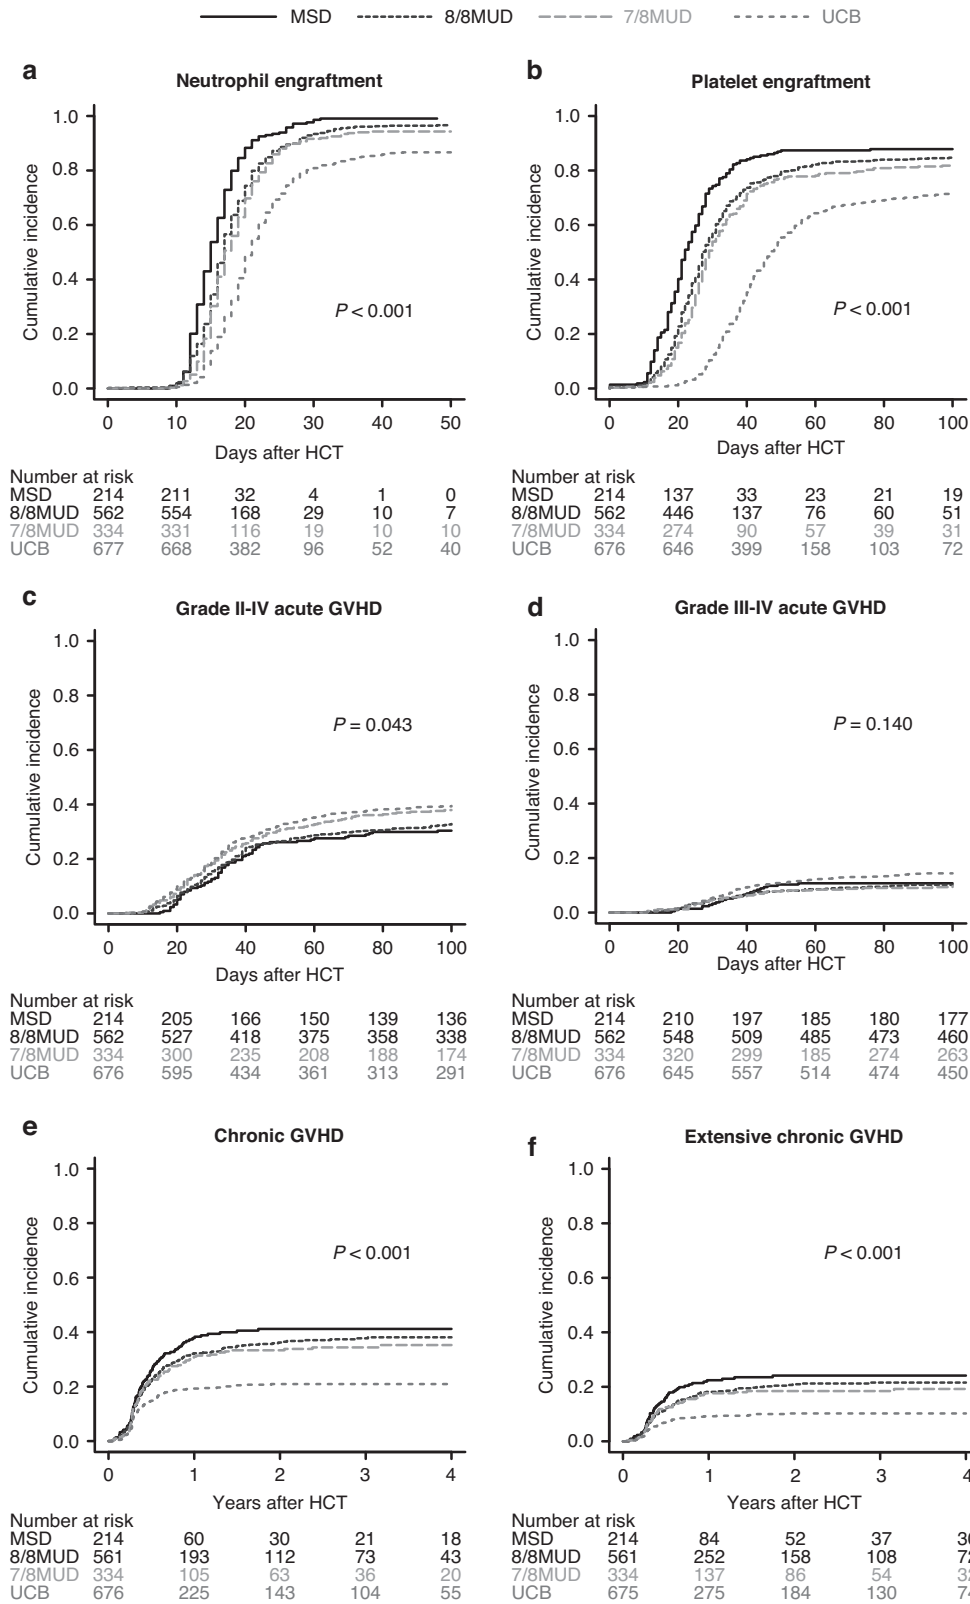 MSD 8/8MUD 7/8MUD UCB
a Neutrophil engraftment
1.0
0.8
0.6
0.4
0.2
0.0
Cumulative incidence
P < 0.001
0 10 20 30 40 50
Days after HCT
Number at risk
MSD 214 211 32 4 1 0
8/8MUD 562 554 168 29 10 7
7/8MUD 334 331 116 19 10 10
UCB 677 668 382 96 52 40
b Platelet engraftment
1.0
0.8
0.6
0.4
0.2
0.0
Cumulative incidence
P < 0.001
0 20 40 60 80 100
Days after HCT
Number at risk
MSD 214 137 33 23 21 19
8/8MUD 562 446 137 76 60 51
7/8MUD 334 274 90 57 39 31
UCB 676 646 399 158 103 72
c Grade II-IV acute GVHD
1.0
0.8
0.6
0.4
0.2
0.0
Cumulative incidence
P = 0.043
0 20 40 60 80 100
Days after HCT
Number at risk
MSD 214 205 166 150 139 136
8/8MUD 562 527 418 375 358 338
7/8MUD 334 300 235 208 188 174
UCB 676 595 434 361 313 291
d Grade III-IV acute GVHD
1.0
0.8
0.6
0.4
0.2
0.0
Cumulative incidence
P = 0.140
0 20 40 60 80 100
Days after HCT
Number at risk
MSD 214 210 197 185 180 177
8/8MUD 562 548 509 485 473 460
7/8MUD 334 320 299 185 274 263
UCB 676 645 557 514 474 450
e Chronic GVHD
1.0
0.8
0.6
0.4
0.2
0.0
Cumulative incidence
P < 0.001
0 1 2 3 4
Years after HCT
Number at risk
MSD 214 60 30 21 18
8/8MUD 561 193 112 73 43
7/8MUD 334 105 63 36 20
UCB 676 225 143 104 55
f Extensive chronic GVHD
1.0
0.8
0.6
0.4
0.2
0.0
Cumulative incidence
P < 0.001
0 1 2 3 4
Years after HCT
Number at risk
MSD 214 84 52 37
8/8MUD 561 252 158 108
7/8MUD 334 137 86 54
UCB 675 275 184 130